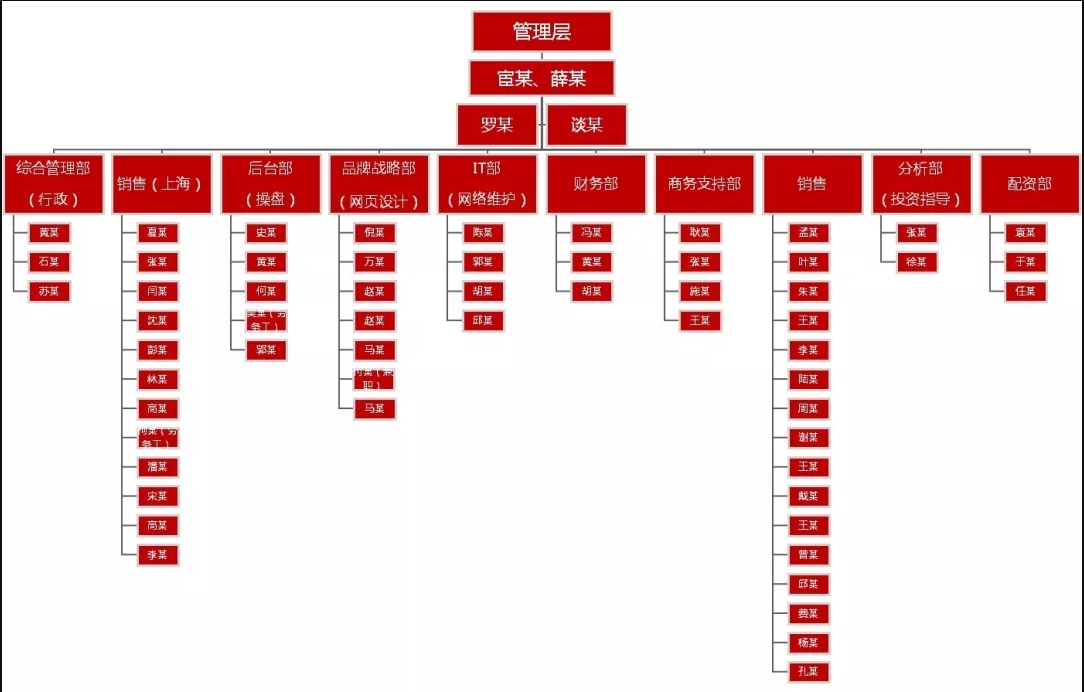 管理层
宦某、薛某
罗某
谈某
综合管理部
（行政）
黄某
石某
苏某
销售（上海）
夏某
张某
闫某
沈某
彭某
林某
高某
何某（劳
务工）
潘某
宋某
高某
李某
后台部
（操盘）
史某
黄某
何某
某（劳
务工）
郭某
品牌战略部
（网页设计）
倪某
万某
赵某
赵某
马某
某（兼
职）
马某
IT部
（网络维护）
陈某
郭某
胡某
邱某
财务部
冯某
黄某
胡某
商务支持部
耿某
张某
施某
王某
销售
孟某
叶某
朱某
王某
李某
陆某
周某
谢某
王某
戴某
王某
曾某
邱某
费某
杨某
孔某
分析部
（投资指导）
张某
徐某
配资部
袁某
于某
任某